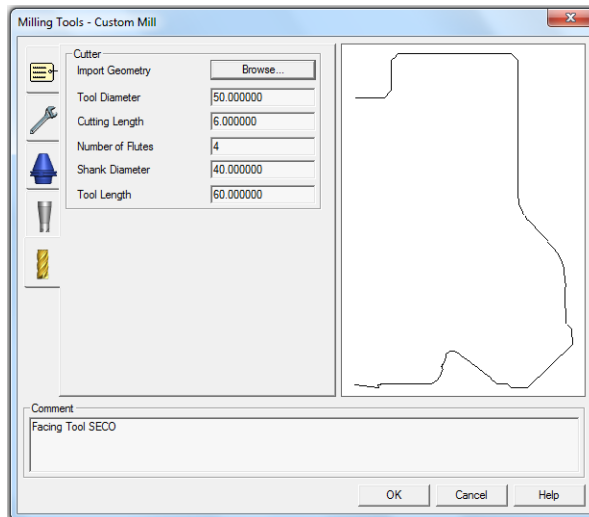 Milling Tools - Custom Mill
Cutter
Import Geometry Browse...
Tool Diameter 50.000000
Cutting Length 6.000000
Number of Flutes 4
Shank Diameter 40.000000
Tool Length 60.000000
Comment
Facing Tool SECO
OK Cancel Help